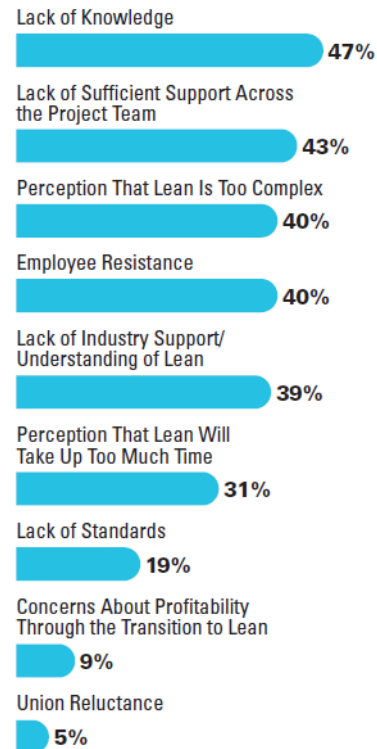 Lack of Knowledge
47%
Lack of Sufficient Support Across
the Project Team
43%
Perception That Lean Is Too Complex
40%
Employee Resistance
40%
Lack of Industry Support/
Understanding of Lean
39%
Perception That Lean Will
Take Up Too Much Time
31%
Lack of Standards
19%
Concerns About Profitability
Through the Transition to Lean
9%
Union Reluctance
5%